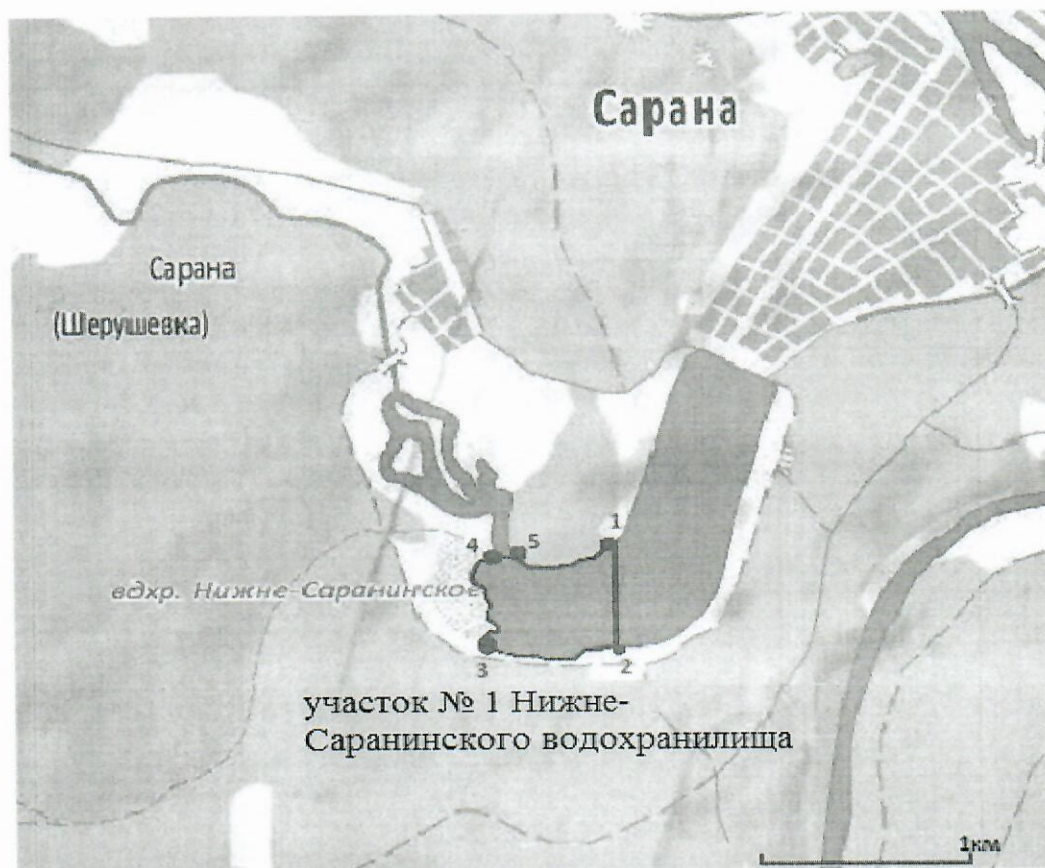 Сарана
Сарана
(Шерушевка)
1
4
5
вдхр. Нижне-Саранинское
3
2
участок № 1 Нижне-
Саранинского водохранилища
1км